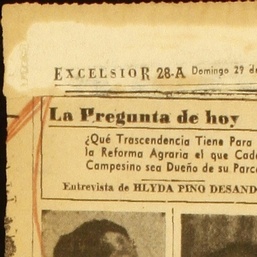 EXCELSIOR 28-A Domingo 29 de
La Pregunta de hoy
¿Qué Trascendencia Tiene Para
la Reforma Agraria el que Cada
Campesino sea Dueño de su Parc
Entrevista de HLYDA PINO DESAND